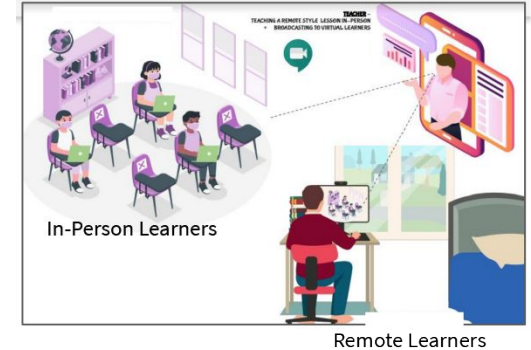 TEACHER -
TEACHING A REMOTE STYLE LESSON IN-PERSON
• BROADCASTING TO VIRTUAL LEARNERS
In-Person Learners
Remote Learners